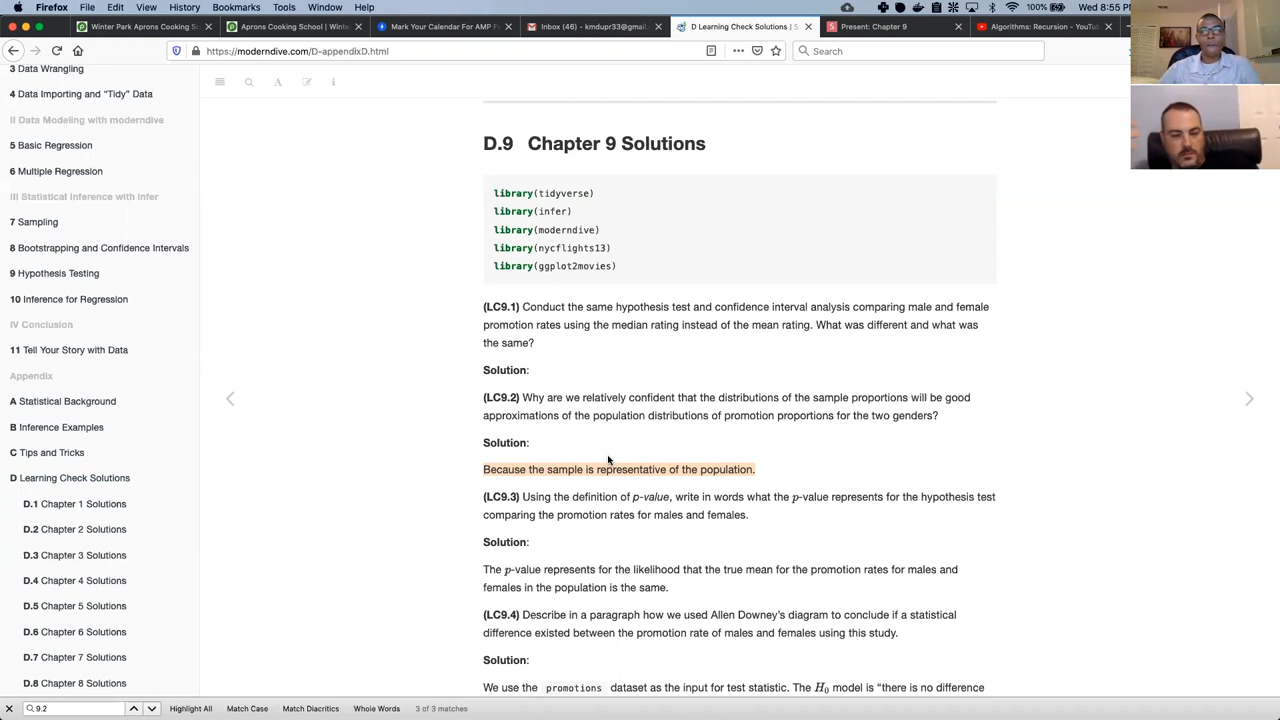 Firefox File Edit View History Bookmarks Tools Window Help 100% Wed 8:55 PM
Winter Park Aprons Cooking Sc Aprons Cooking School | Winter Mark Your Calendar For AMP F Inbox (46) - kmdupr33@gmail. D Learning Check Solutions | S Present: Chapter 9 Algorithms: Recursion - YouTu
https://moderndive.com/D-appendixD.html Search
3 Data Wrangling
4 Data Importing and “Tidy” Data
II Data Modeling with moderndive
5 Basic Regression
6 Multiple Regression
III Statistical Inference with infer
7 Sampling
8 Bootstrapping and Confidence Intervals
9 Hypothesis Testing
10 Inference for Regression
IV Conclusion
11 Tell Your Story with Data
Appendix
A Statistical Background
B Inference Examples
C Tips and Tricks
D Learning Check Solutions
D.1 Chapter 1 Solutions
D.2 Chapter 2 Solutions
D.3 Chapter 3 Solutions
D.4 Chapter 4 Solutions
D.5 Chapter 5 Solutions
D.6 Chapter 6 Solutions
D.7 Chapter 7 Solutions
D.8 Chapter 8 Solutions
D.9 Chapter 9 Solutions
library(tidyverse)
library(infer)
library(moderndive)
library(nycflights13)
library(ggplot2movies)
(LC9.1) Conduct the same hypothesis test and confidence interval analysis comparing male and female
promotion rates using the median rating instead of the mean rating. What was different and what was
the same?
Solution:
(LC9.2) Why are we relatively confident that the distributions of the sample proportions will be good
approximations of the population distributions of promotion proportions for the two genders?
Solution:
Because the sample is representative of the population.
(LC9.3) Using the definition of p-value, write in words what the p-value represents for the hypothesis test
comparing the promotion rates for males and females.
Solution:
The p-value represents for the likelihood that the true mean for the promotion rates for males and
females in the population is the same.
(LC9.4) Describe in a paragraph how we used Allen Downey’s diagram to conclude if a statistical
difference existed between the promotion rate of males and females using this study.
Solution:
We use the promotions dataset as the input for test statistic. The H0 model is “there is no difference
9.2 Highlight All Match Case Match Diacritics Whole Words 3 of 3 matches